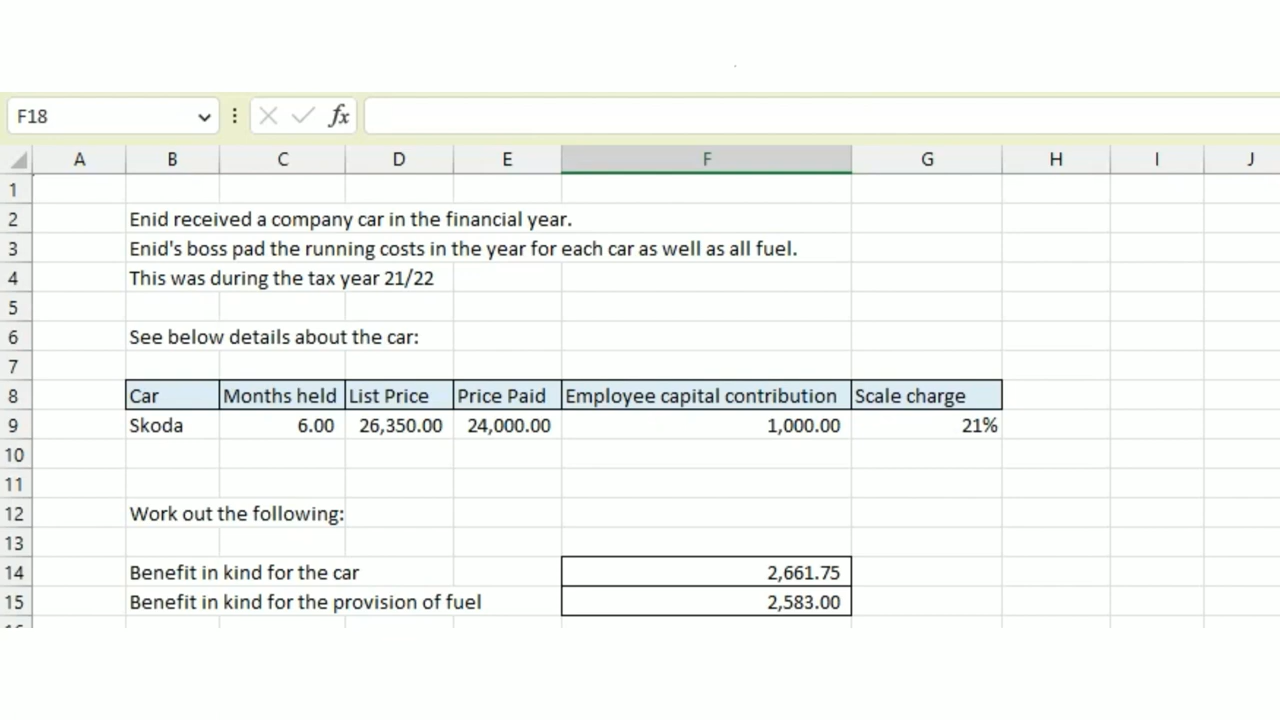 F18
fx
A B C D E F G H I J
1
2 Enid received a company car in the financial year.
3 Enid's boss pad the running costs in the year for each car as well as all fuel.
4 This was during the tax year 21/22
5
6 See below details about the car:
7
8 Car Months held List Price Price Paid Employee capital contribution Scale charge
9 Skoda 6.00 26,350.00 24,000.00 1,000.00 21%
10
11
12 Work out the following:
13
14 Benefit in kind for the car 2,661.75
15 Benefit in kind for the provision of fuel 2,583.00